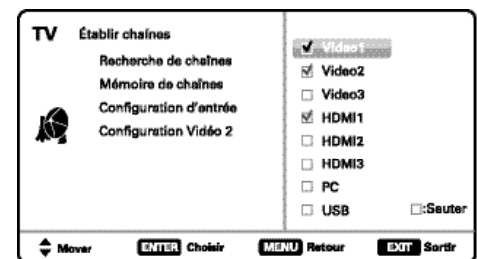 TV Établir chaînes
Recherche de chaînes
Mémoire de chaînes
Configuration d'entrée
Configuration Vidéo 2
Video1
Video2
Video3
HDMI1
HDMI2
HDMI3
PC
USB
:Sauter
Mover ENTER Choisir MENU Retour EXIT Sortir